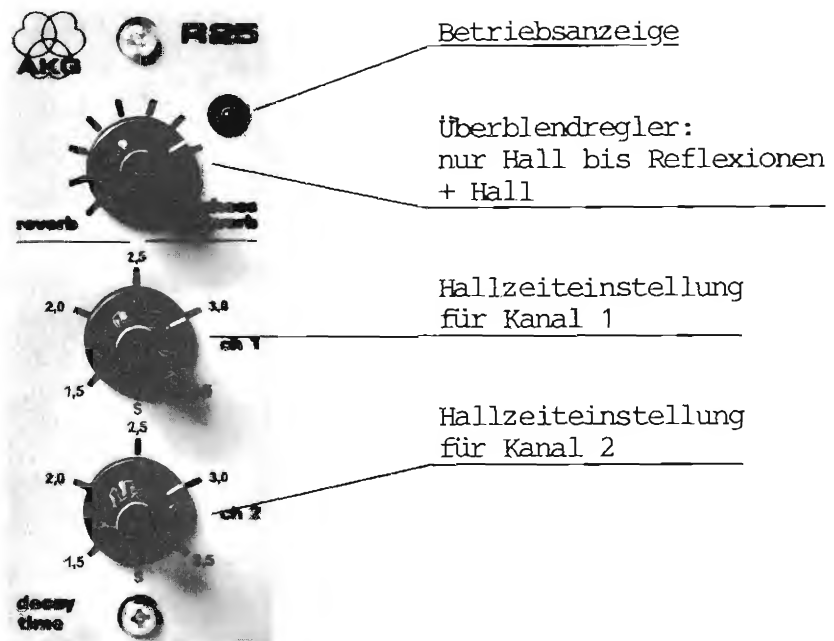 AKG
R25
Betriebsanzeige
Überblendregler:
nur Hall bis Reflexionen
+ Hall
reverb
2,5
2,0
3,0
ch 1
1,5
S
Hallzeiteinstellung
für Kanal 1
2,5
2,0
3,0
ch 2
1,5
3,5
S
Hallzeiteinstellung
für Kanal 2
decay
time